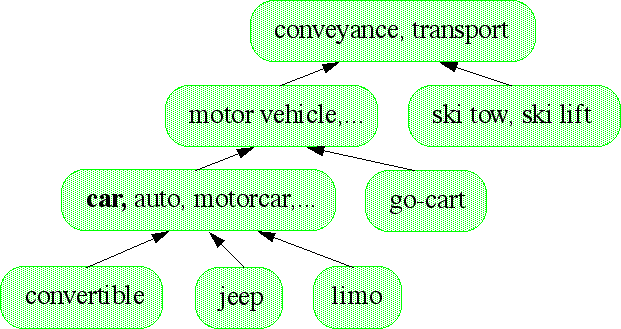 conveyance, transport
motor vehicle,...
ski tow, ski lift
car, auto, motorcar,...
go-cart
convertible
jeep
limo